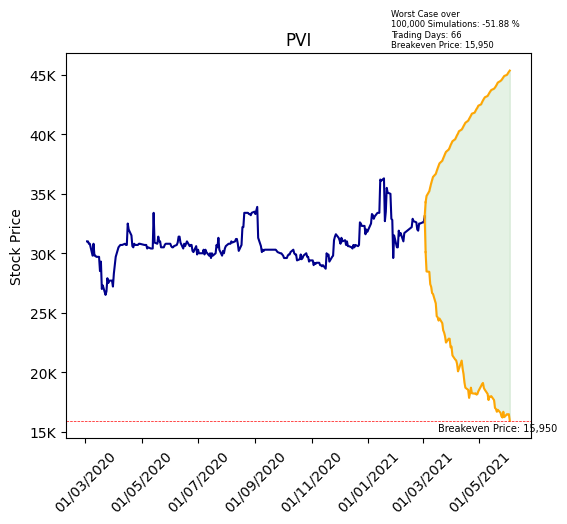 Worst Case over
100,000 Simulations: -51.88 %
Trading Days: 66
Breakeven Price: 15,950
PVI
Stock Price
45K
40K
35K
30K
25K
20K
15K
Breakeven Price: 15,950
01/03/2020
01/05/2020
01/07/2020
01/09/2020
01/11/2020
01/01/2021
01/03/2021
01/05/2021